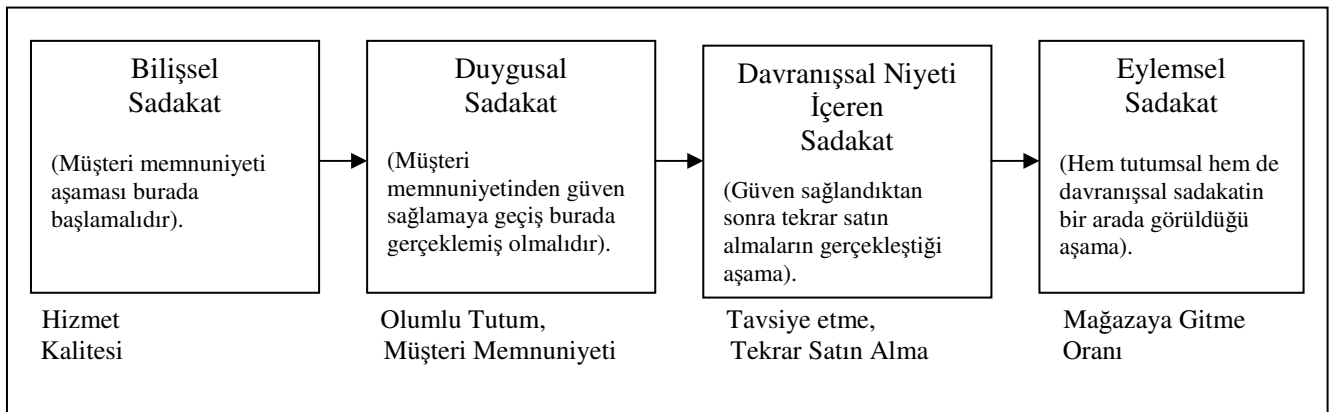 Bilişsel
Sadakat
(Müşteri memnuniyeti
aşaması burada
başlamalıdır).
Hizmet
Kalitesi
Duygusal
Sadakat
(Müşteri
memnuniyetinden güven
sağlamaya geçiş burada
gerçeklemiş olmalıdır).
Olumlu Tutum,
Müşteri Memnuniyeti
Davranışsal Niyeti
İçeren
Sadakat
(Güven sağlandıktan
sonra tekrar satın
almaların gerçekleştiği
aşama).
Tavsiye etme,
Tekrar Satın Alma
Eylemsel
Sadakat
(Hem tutumsal hem de
davranışsal sadakatin
bir arada görüldüğü
aşama).
Mağazaya Gitme
Oranı